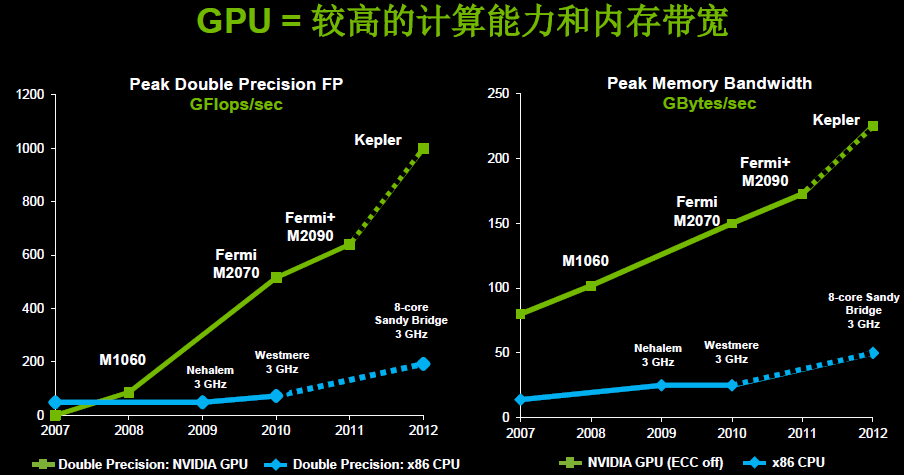 GPU = 较高的计算能力和内存带宽
Peak Double Precision FP
GFlops/sec
1200
1000
800
600
400
200
0
2007
2008
2009
2010
2011
2012
M1060
Fermi
M2070
Fermi+
M2090
Kepler
Nehalem
3 GHz
Westmere
3 GHz
8-core
Sandy Bridge
3 GHz
Double Precision: NVIDIA GPU
Double Precision: x86 CPU
Peak Memory Bandwidth
GBytes/sec
250
200
150
100
50
0
2007
2008
2009
2010
2011
2012
M1060
Fermi
M2070
Fermi+
M2090
Kepler
Nehalem
3 GHz
Westmere
3 GHz
8-core Sandy
Bridge
3 GHz
NVIDIA GPU (ECC off)
x86 CPU